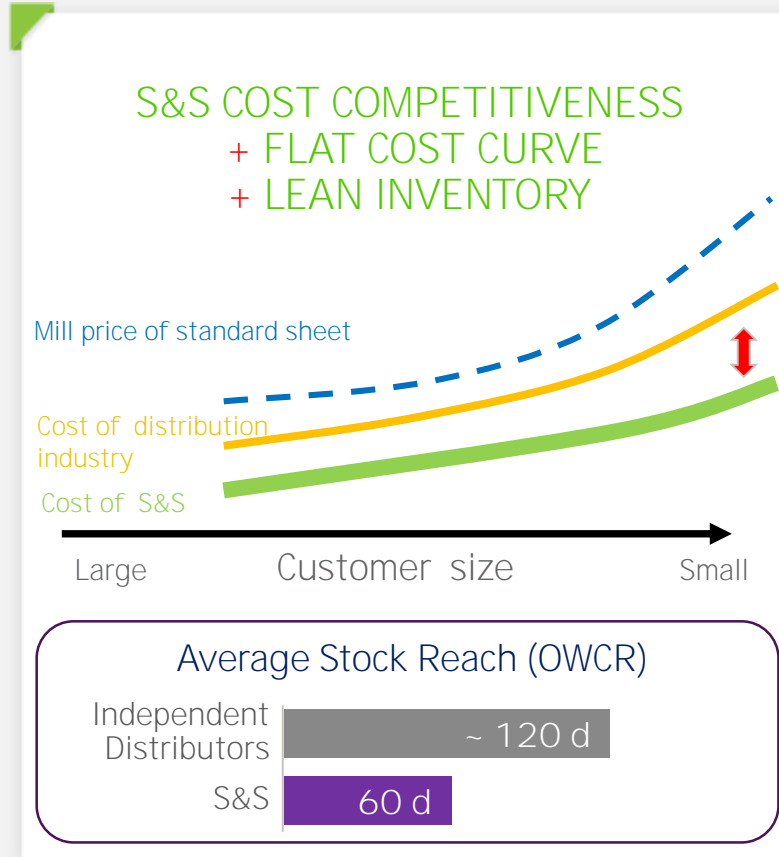 S&S COST COMPETITIVENESS
+ FLAT COST CURVE
+ LEAN INVENTORY
Mill price of standard sheet
Cost of distribution
industry
Cost of S&S
Large
Customer size
Small
Average Stock Reach (OWCR)
Independent
Distributors
~ 120 d
S&S
60 d